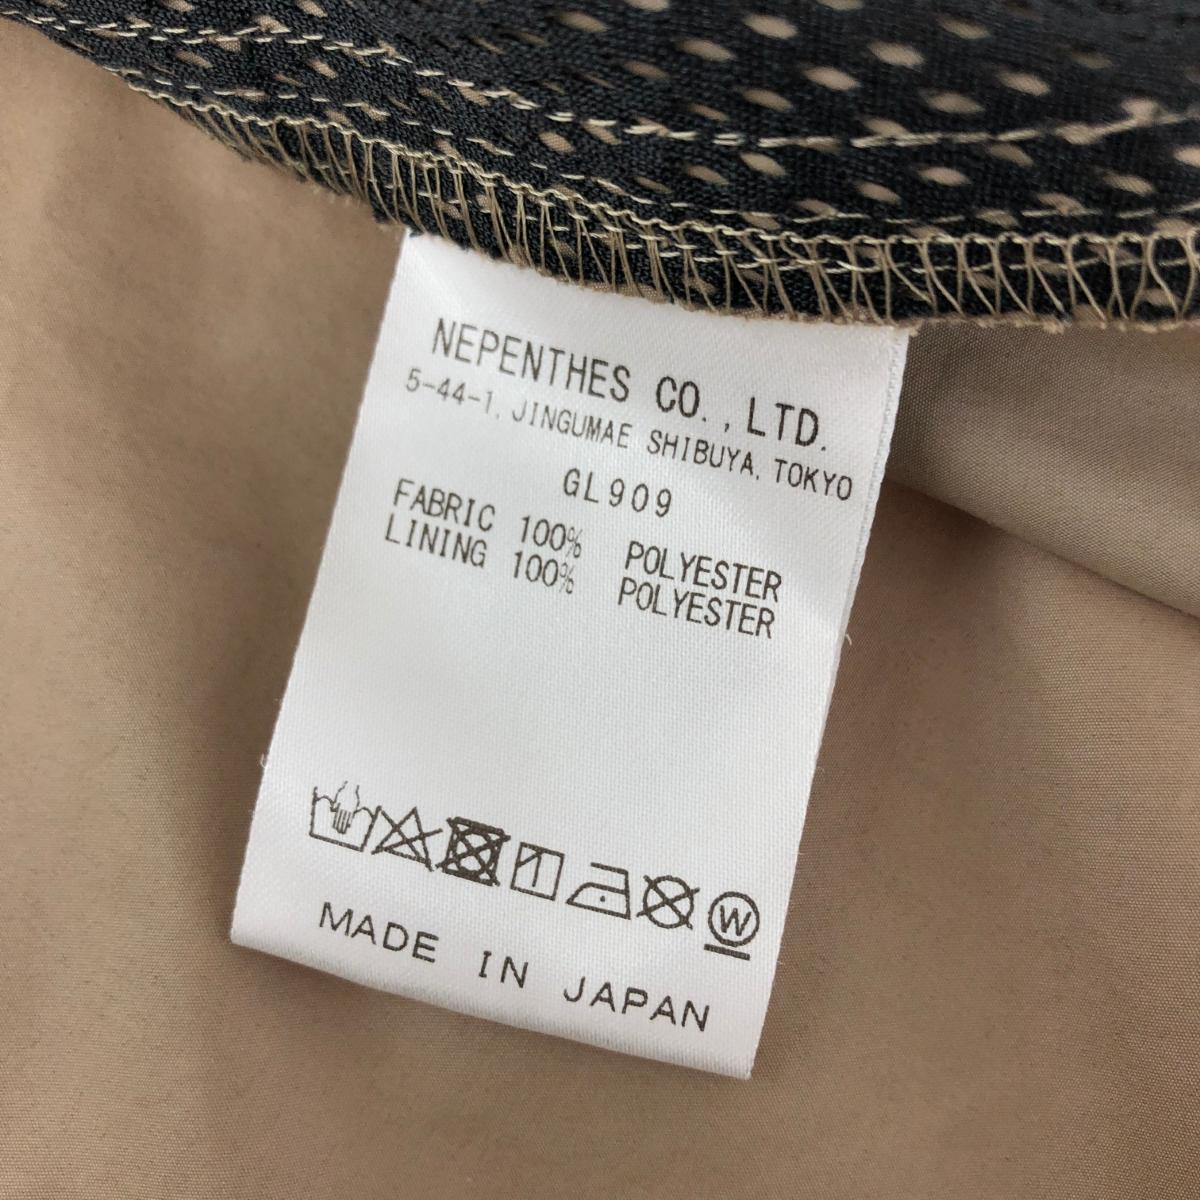 NEPENTHES CO.,LTD.
5-44-1, JINGUMAE SHIBUYA, TOKYO
GL909
FABRIC 100% POLYESTER
LINING 100% POLYESTER
W
MADE IN JAPAN